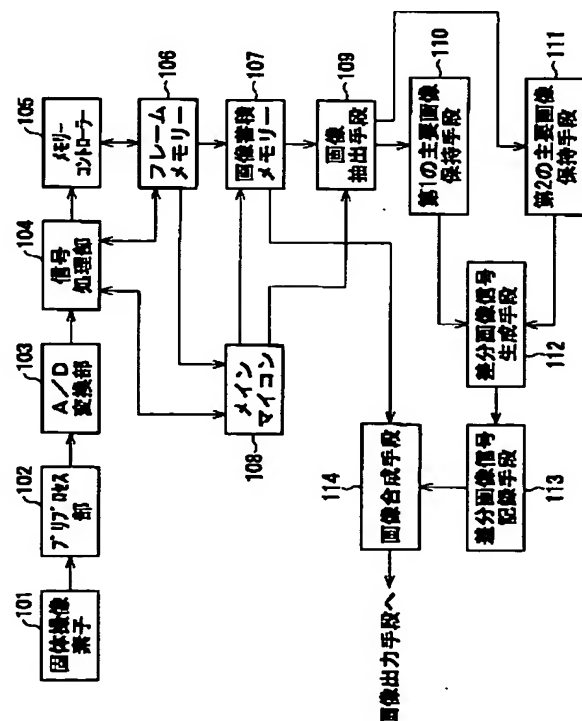 101
固体撮像
素子
102
プリプロセス
部
103
A/D
変換部
104
信号
処理部
105
メモリー
コントローラー
106
フレーム
メモリー
107
画像蓄積
メモリー
108
メイン
マイコン
109
画像
抽出手段
110
第1の主要画像
保持手段
111
第2の主要画像
保持手段
112
差分画像信号
生成手段
113
差分画像信号
記録手段
114
画像合成手段
画像出力手段へ